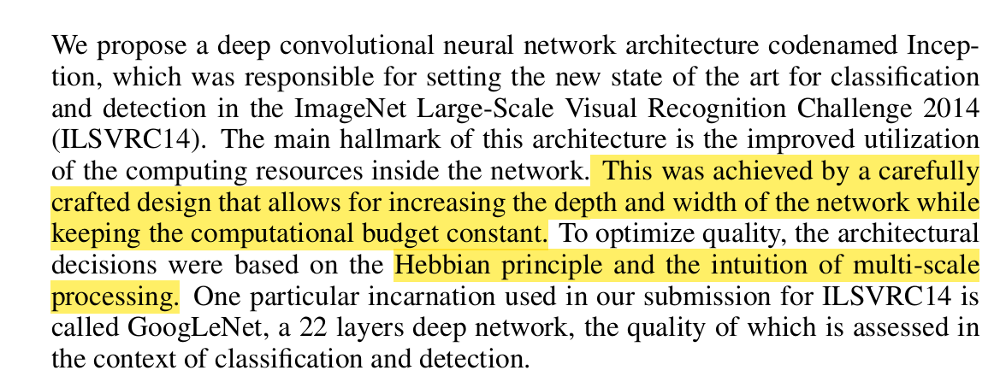 We propose a deep convolutional neural network architecture codenamed Incep-
tion, which was responsible for setting the new state of the art for classification
and detection in the ImageNet Large-Scale Visual Recognition Challenge 2014
(ILSVRC14). The main hallmark of this architecture is the improved utilization
of the computing resources inside the network. This was achieved by a carefully
crafted design that allows for increasing the depth and width of the network while
keeping the computational budget constant. To optimize quality, the architectural
decisions were based on the Hebbian principle and the intuition of multi-scale
processing. One particular incarnation used in our submission for ILSVRC14 is
called GoogLeNet, a 22 layers deep network, the quality of which is assessed in
the context of classification and detection.